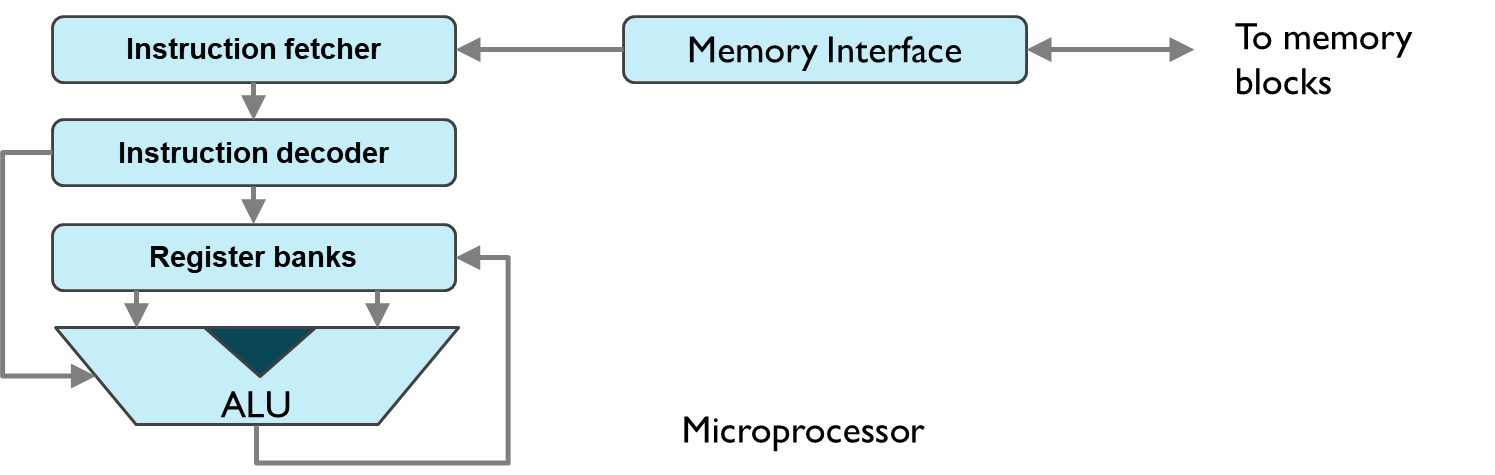 Instruction fetcher
Memory Interface
To memory
blocks
Instruction decoder
Register banks
ALU
Microprocessor